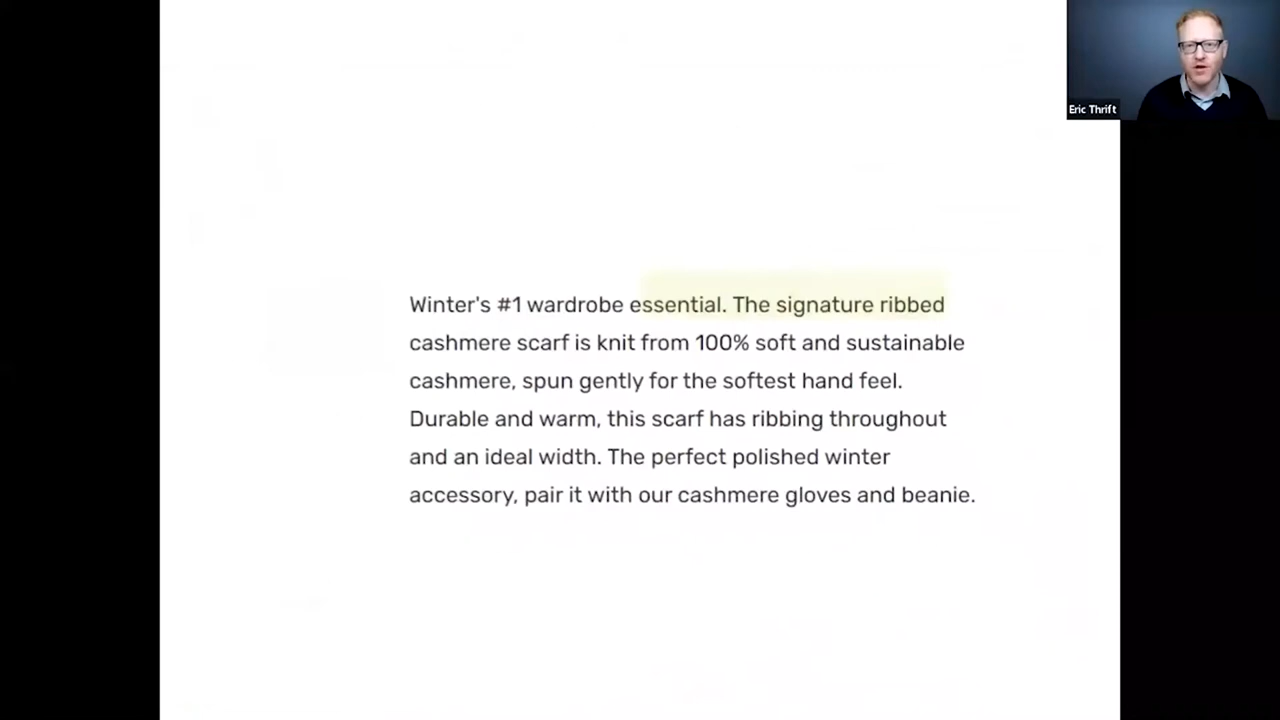 Eric Thrift
Winter's #1 wardrobe essential. The signature ribbed
cashmere scarf is knit from 100% soft and sustainable
cashmere, spun gently for the softest hand feel.
Durable and warm, this scarf has ribbing throughout
and an ideal width. The perfect polished winter
accessory, pair it with our cashmere gloves and beanie.